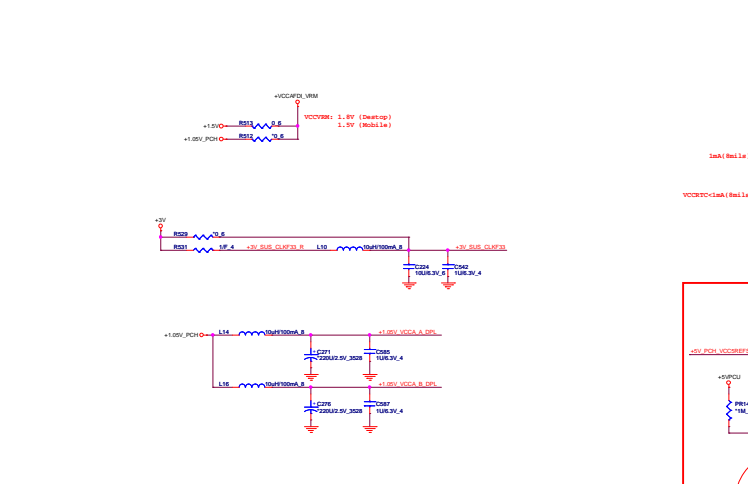 +VCCAFDI_VRM
VCCVRM: 1.8V (Destop)
+1.5V R513 0_6 1.5V (Mobile)
+1.05V_PCH R512 *0_6
1mA(8mils
VCCRTC<1mA(8mils
+3V
R529 *0_6
R531 1/F_4 +3V_SUS_CLKF33_R L10 10uH/100mA_8 +3V_SUS_CLKF33
C224 C542
10U/6.3V_6 1U/6.3V_4
+1.05V_PCH L14 10uH/100mA_8 +1.05V_VCCA_A_DPL
+5V_PCH_VCC5REFS
+ C271 C585
*220U/2.5V_3528 1U/6.3V_4
+5VPCU
L16 10uH/100mA_8 +1.05V_VCCA_B_DPL
+ C276 C587
*220U/2.5V_3528 1U/6.3V_4
PR14
*1M_